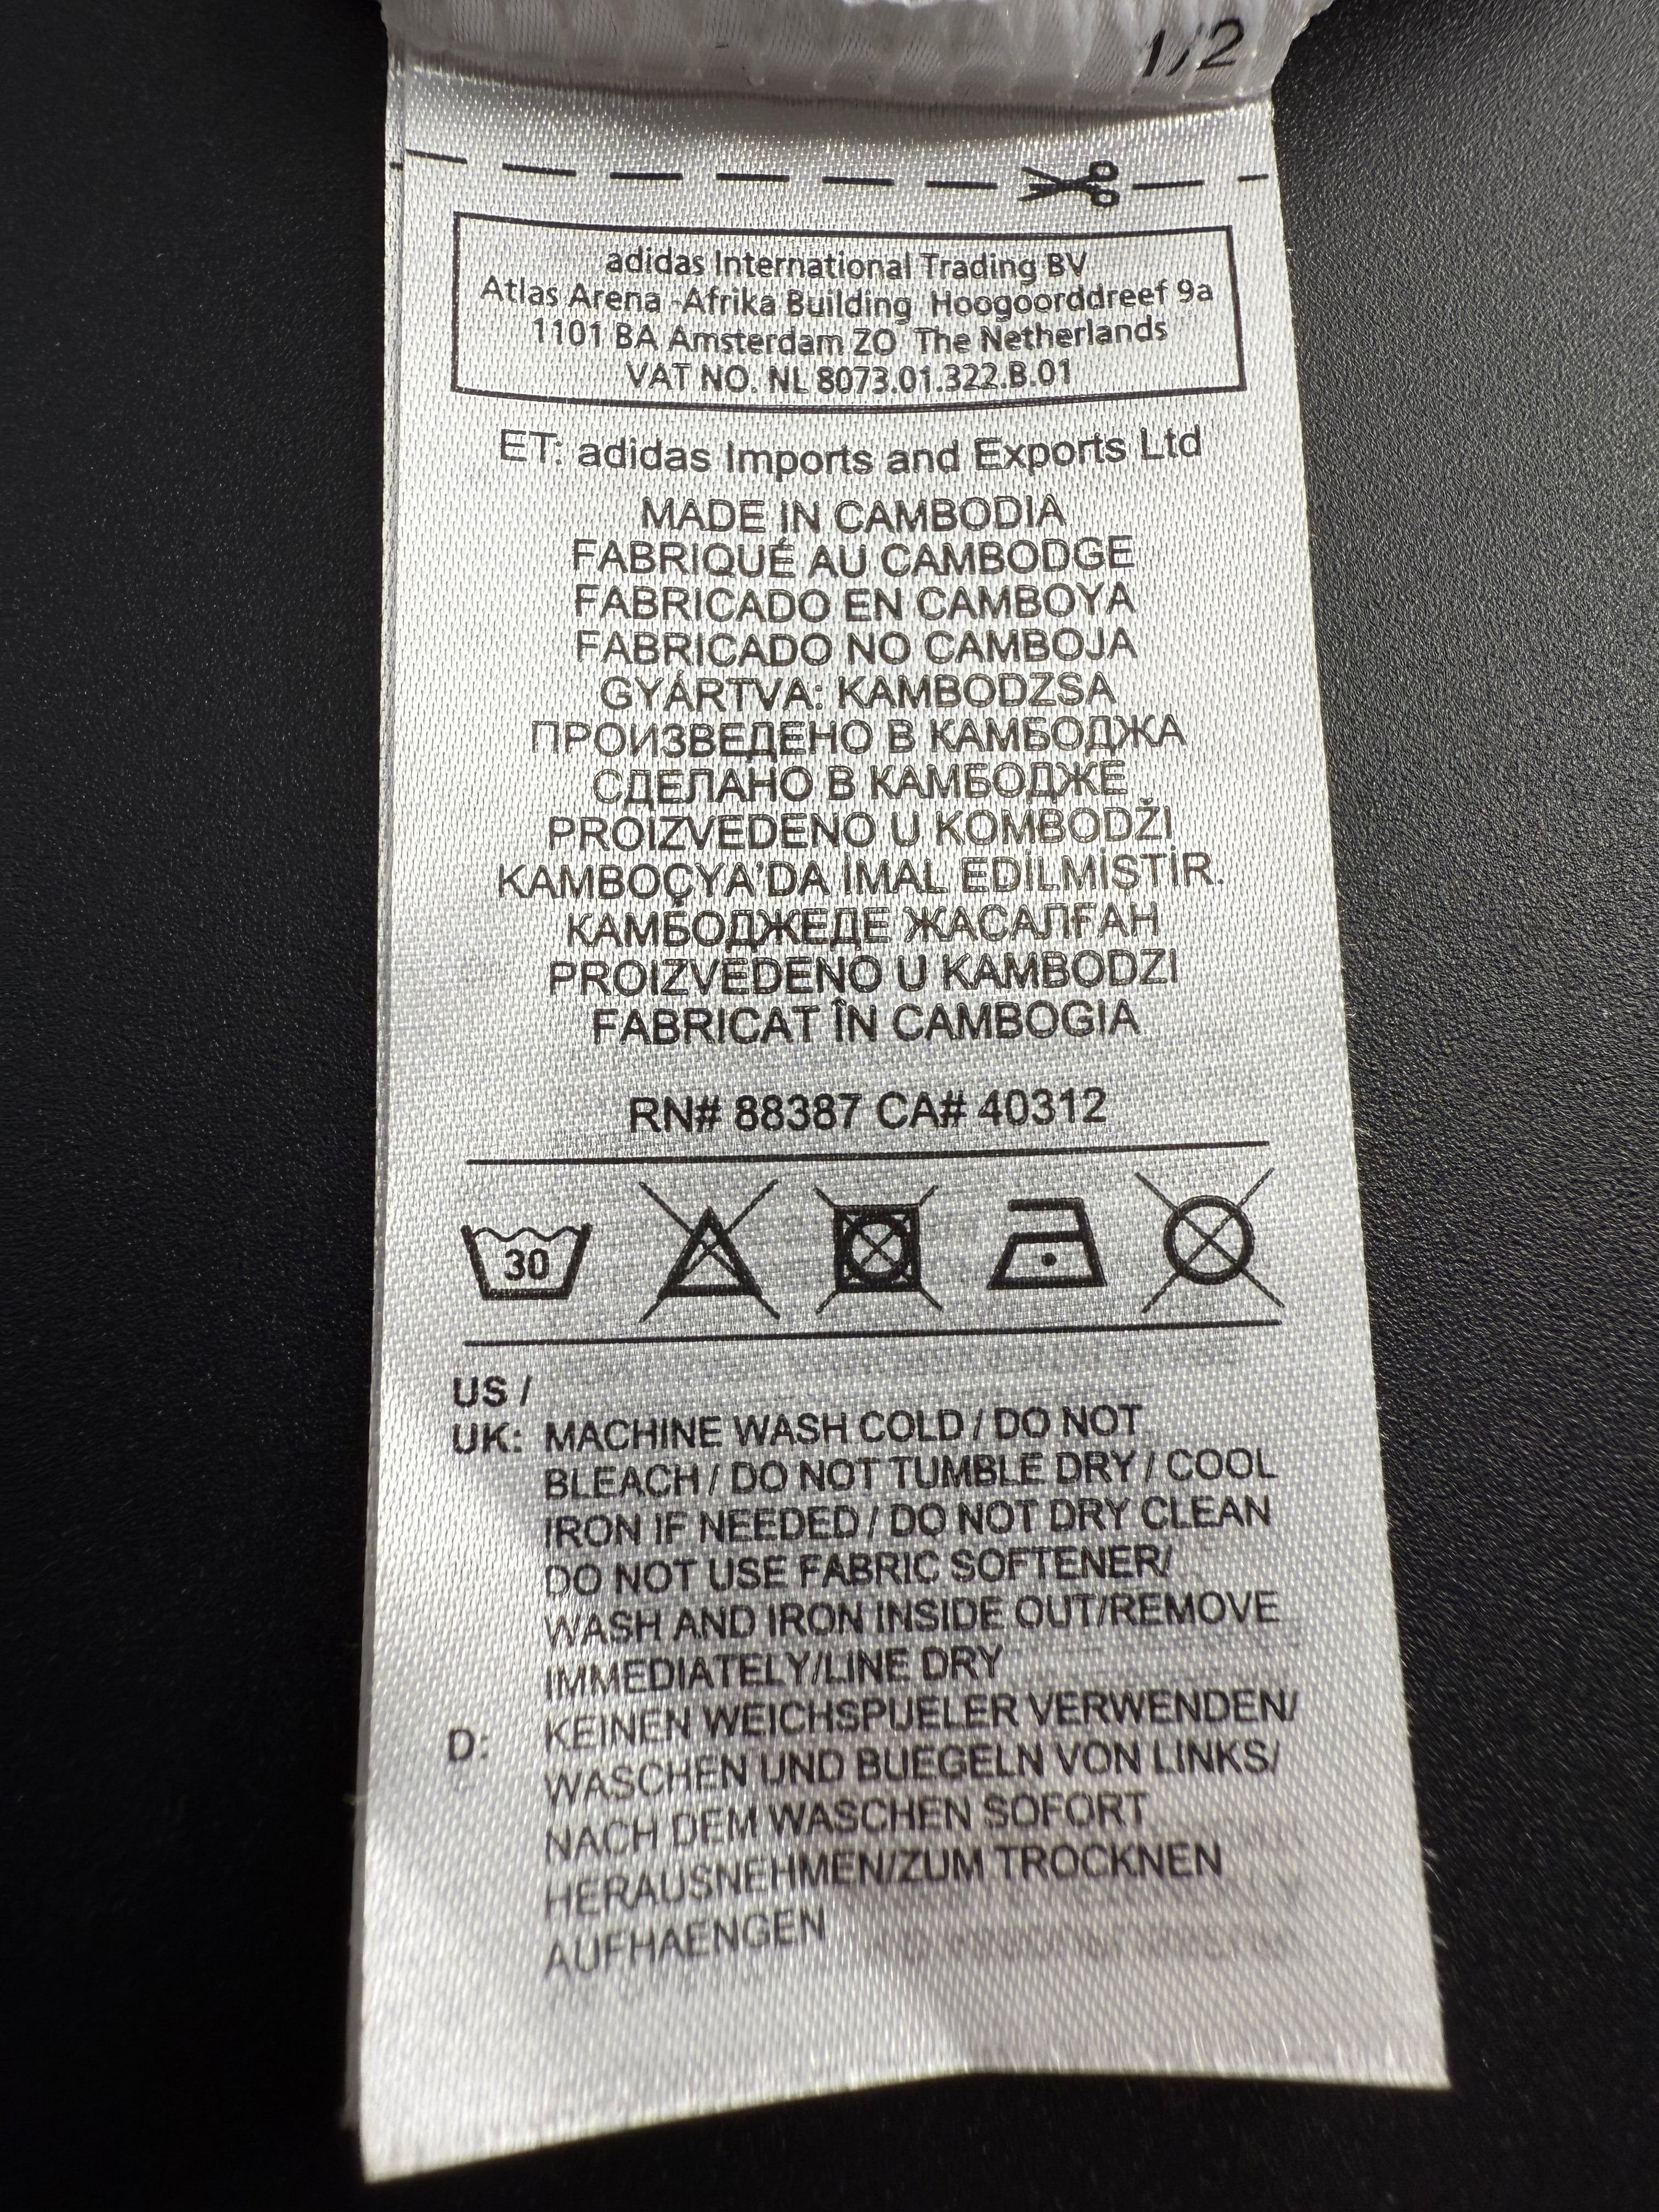 1/2
adidas International Trading BV
Atlas Arena -Afrika Building Hoogoorddreef 9a
1101 BA Amsterdam ZO The Netherlands
VAT NO. NL 8073.01.322.B.01
ET: adidas Imports and Exports Ltd
MADE IN CAMBODIA
FABRIQUÉ AU CAMBODGE
FABRICADO EN CAMBOYA
FABRICADO NO CAMBOJA
GYÁRTVA: KAMBODZSA
ПРОИЗВЕДЕНО В КАМБОДЖА
СДЕЛАНО В КАМБОДЖЕ
PROIZVEDENO U KOMBODŽI
KAMBOÇYA'DA İMAL EDİLMİSTİR.
КАМБОДЖЕДЕ ЖАСАЛҒАН
PROIZVEDENO U KAMBODZI
FABRICAT ÎN CAMBOGIA
RN# 88387 CA# 40312
30
US /
UK: MACHINE WASH COLD / DO NOT
BLEACH / DO NOT TUMBLE DRY / COOL
IRON IF NEEDED / DO NOT DRY CLEAN
DO NOT USE FABRIC SOFTENER/
WASH AND IRON INSIDE OUT/REMOVE
IMMEDIATELY/LINE DRY
D: KEINEN WEICHSPUELER VERWENDEN/
WASCHEN UND BUEGELN VON LINKS/
NACH DEM WASCHEN SOFORT
HERAUSNEHMEN/ZUM TROCKNEN
AUFHAENGEN